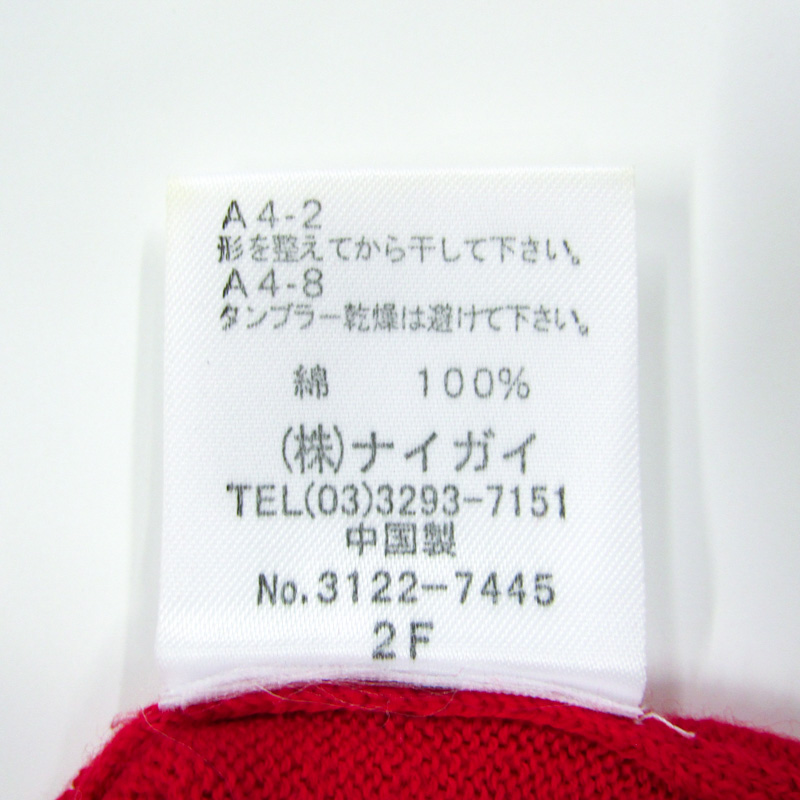 A4-2
形を整えてから干して下さい。
A4-8
タンブラー乾燥は避けて下さい。
綿 100%
(株)ナイガイ
TEL(03)3293-7151
中国製
No.3122-7445
2F